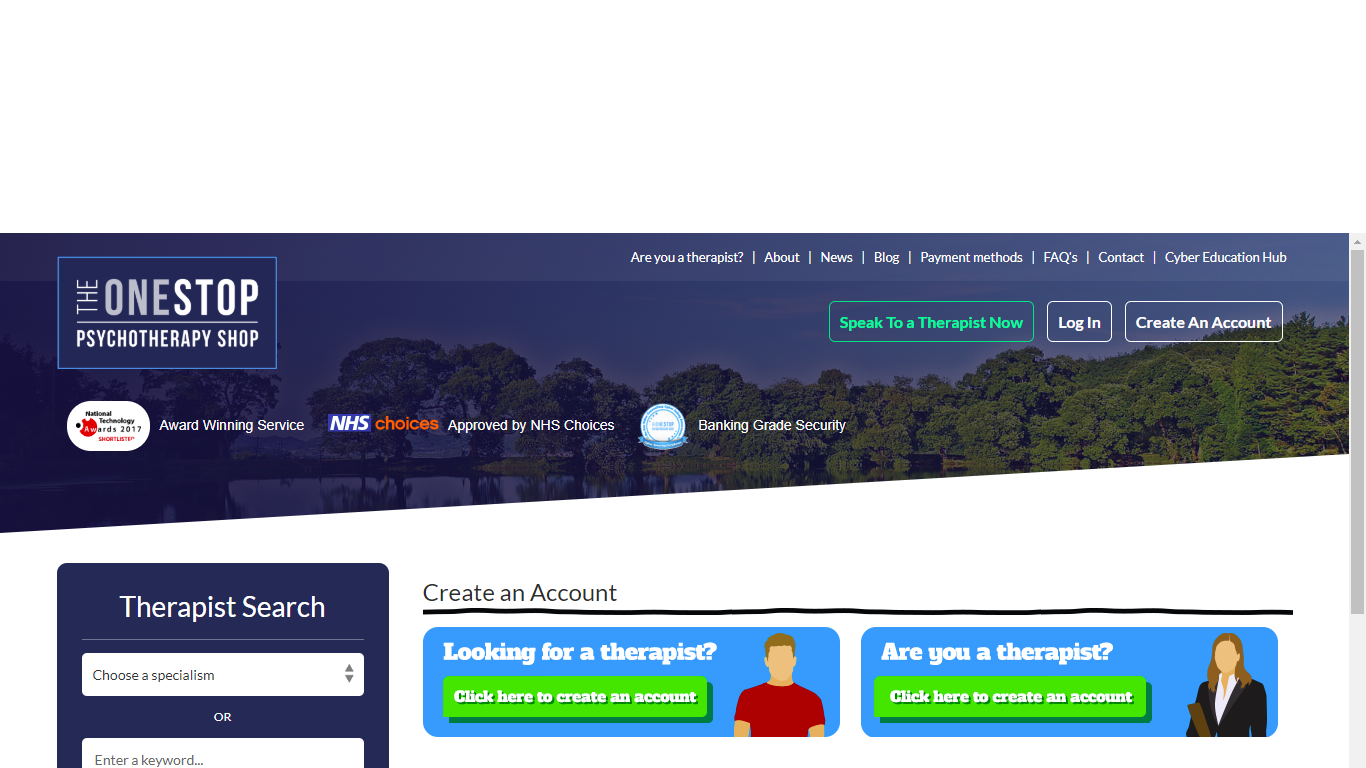 Are you a therapist? | About | News | Blog | Payment methods | FAQ's | Contact | Cyber Education Hub
THE ONESTOP
PSYCHOTHERAPY SHOP
Speak To a Therapist Now
Log In
Create An Account
National
Technology
Awards 2017
SHORTLISTED
Award Winning Service
NHS choices
Approved by NHS Choices
ONESTOP
Banking Grade Security
Therapist Search
Choose a specialism
OR
Enter a keyword...
Create an Account
Looking for a therapist?
Click here to create an account
Are you a therapist?
Click here to create an account